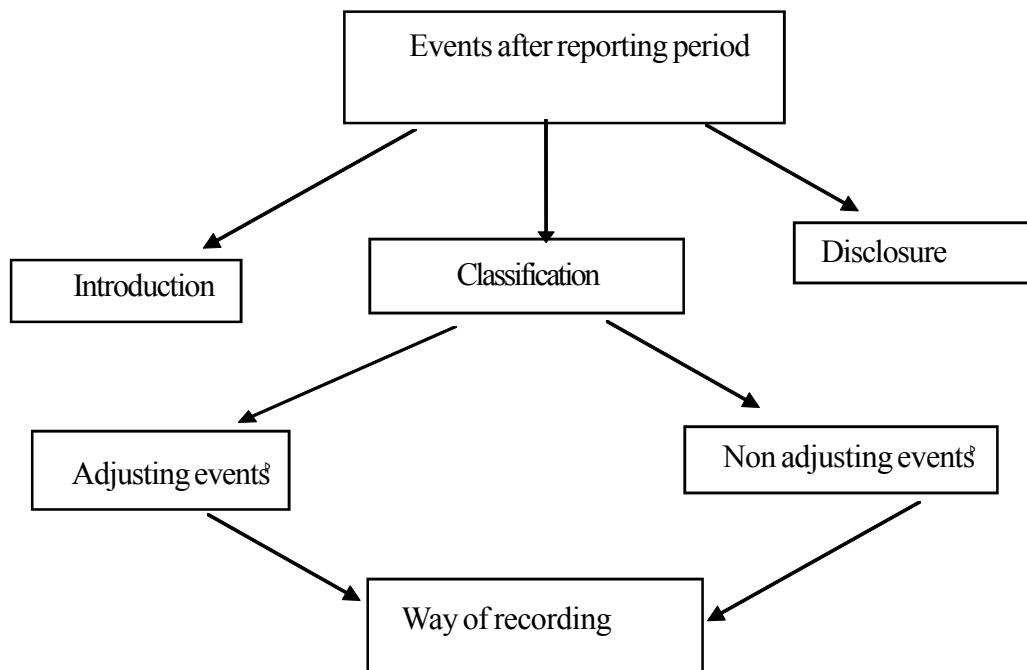 Events after reporting period
Introduction
Classification
Disclosure
Adjusting events
Non adjusting events
Way of recording